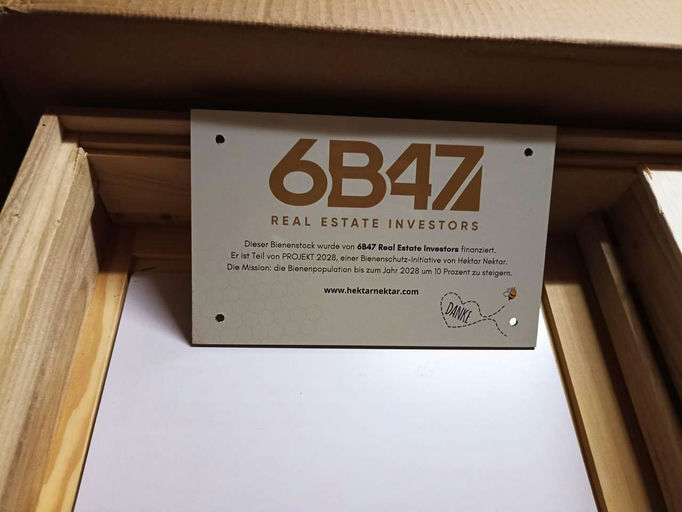 6B47
REAL ESTATE INVESTORS
Dieser Bienenstock wurde von 6B47 Real Estate Investors finanziert.
Er ist Teil von PROJEKT 2028, einer Bienenschutz-Initiative von Hektar Nektar.
Die Mission: die Bienenpopulation bis zum Jahr 2028 um 10 Prozent zu steigern.
www.hektarnektar.com
DANKE